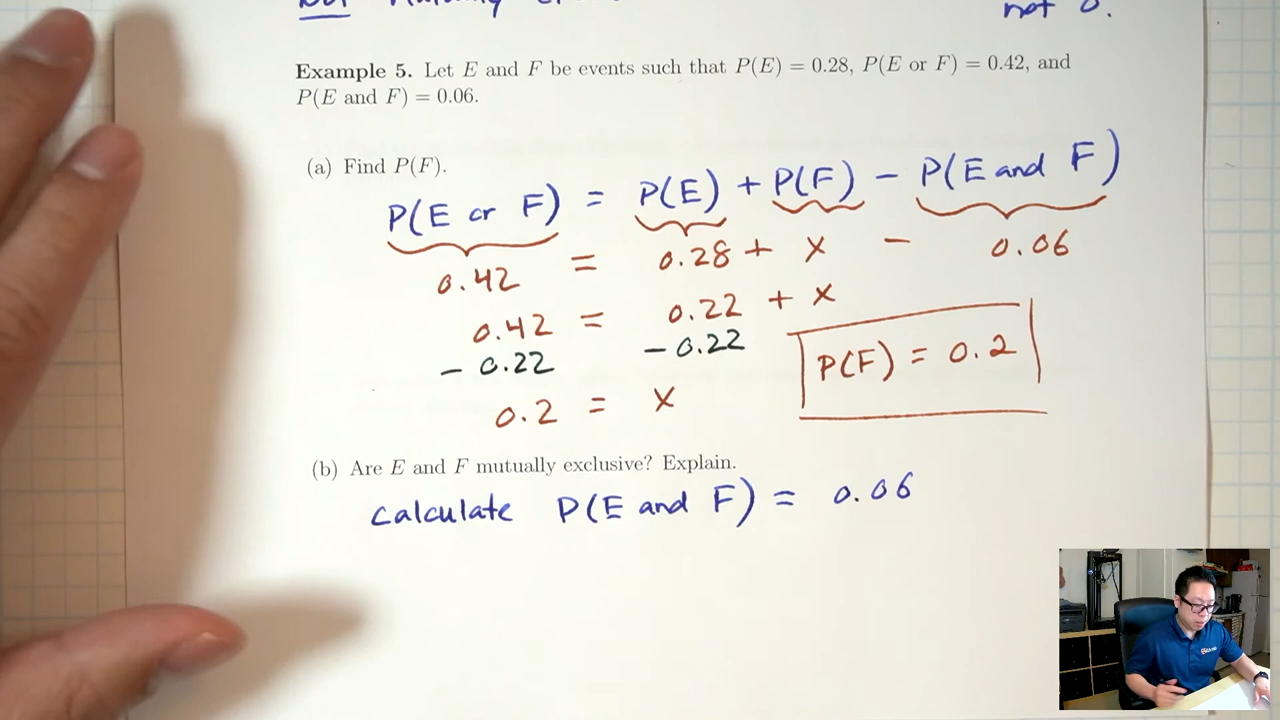 not 0.
Example 5. Let E and F be events such that P(E) = 0.28, P(E or F) = 0.42, and
P(E and F) = 0.06.
(a) Find P(F).
P(E or F) = P(E) + P(F) − P(E and F)
0.42 = 0.28 + x − 0.06
0.42 = 0.22 + x
− 0.22 − 0.22
P(F) = 0.2
0.2 = x
(b) Are E and F mutually exclusive? Explain.
calculate P(E and F) = 0.06